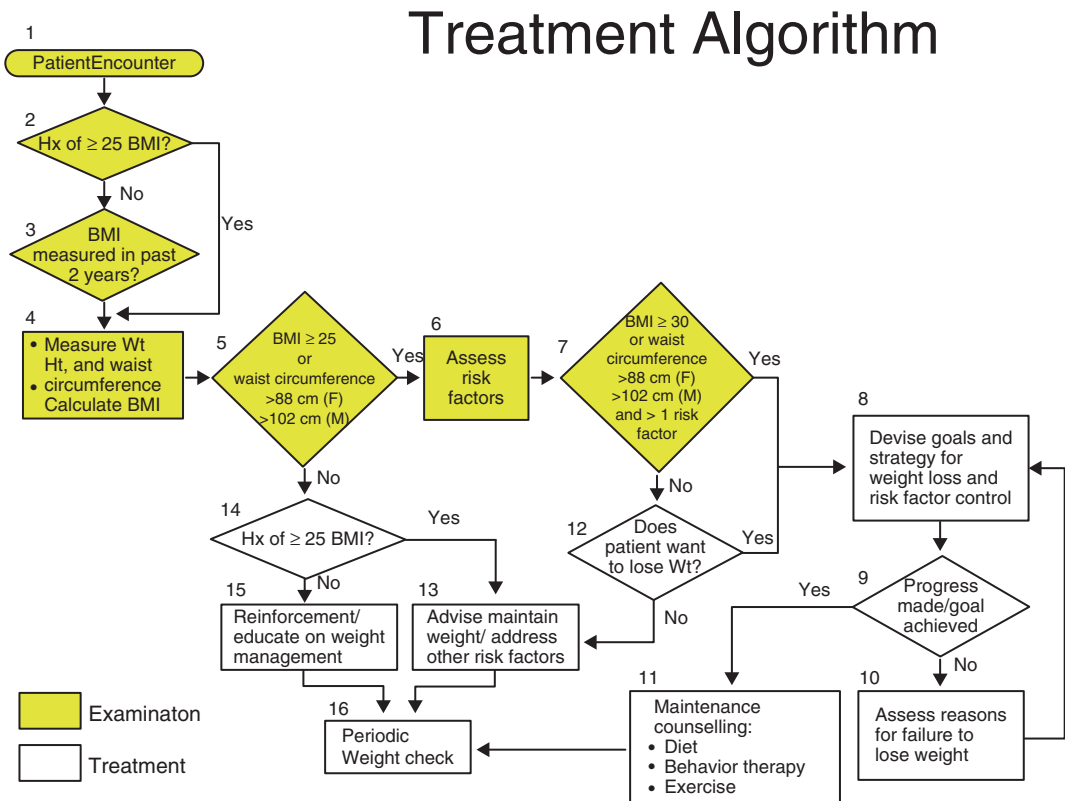 Treatment Algorithm
1
PatientEncounter
2
Hx of ≥ 25 BMI?
No
Yes
3
BMI
measured in past
2 years?
4
• Measure Wt
Ht, and waist
• circumference
Calculate BMI
5
BMI ≥ 25
or
waist circumference
>88 cm (F)
>102 cm (M)
Yes
6
Assess
risk
factors
7
BMI ≥ 30
or waist
circumference
>88 cm (F)
>102 cm (M)
and > 1 risk
factor
Yes
8
Devise goals and
strategy for
weight loss and
risk factor control
No
No
14
Hx of ≥ 25 BMI?
Yes
12
Does
patient want
to lose Wt?
Yes
9
Progress
made/goal
achieved
Yes
No
15
Reinforcement/
educate on weight
management
13
Advise maintain
weight/ address
other risk factors
No
No
10
Assess reasons
for failure to
lose weight
11
Maintenance
counselling:
• Diet
• Behavior therapy
• Exercise
16
Periodic
Weight check
Examinaton
Treatment